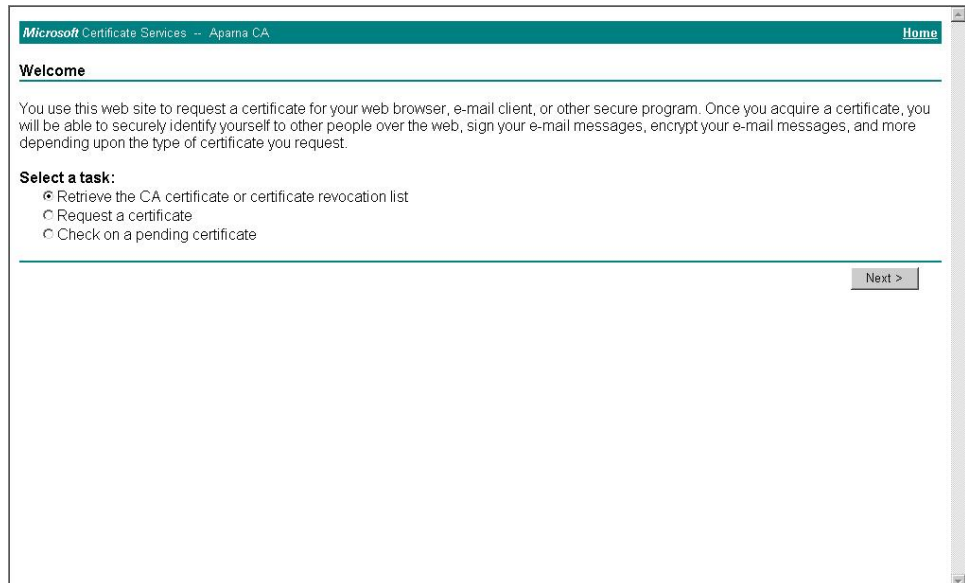 Microsoft Certificate Services -- Aparna CA Home
Welcome
You use this web site to request a certificate for your web browser, e-mail client, or other secure program. Once you acquire a certificate, you
will be able to securely identify yourself to other people over the web, sign your e-mail messages, encrypt your e-mail messages, and more
depending upon the type of certificate you request.
Select a task:
Retrieve the CA certificate or certificate revocation list
Request a certificate
Check on a pending certificate
Next >